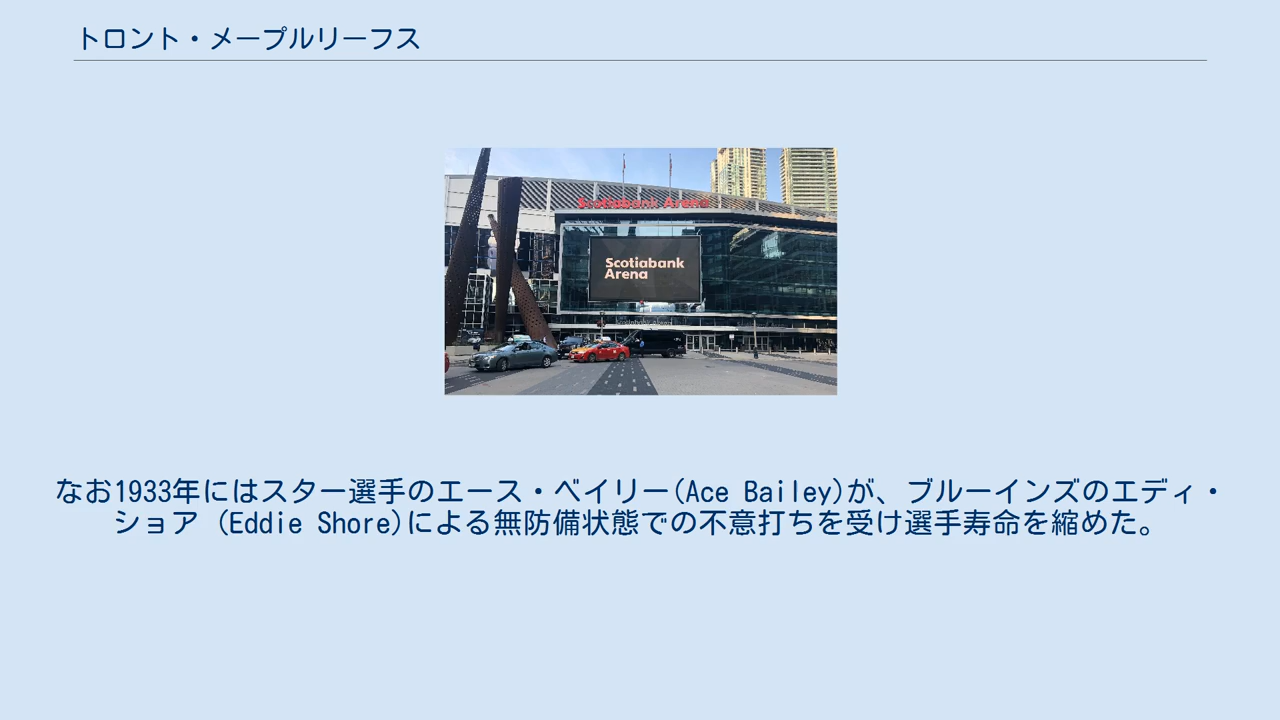 トロント・メープルリーフス
Scotiabank Arena
Scotiabank
Arena
なお1933年にはスター選手のエース・ベイリー(Ace Bailey)が、ブルーインズのエディ・
ショア (Eddie Shore)による無防備状態での不意打ちを受け選手寿命を縮めた。